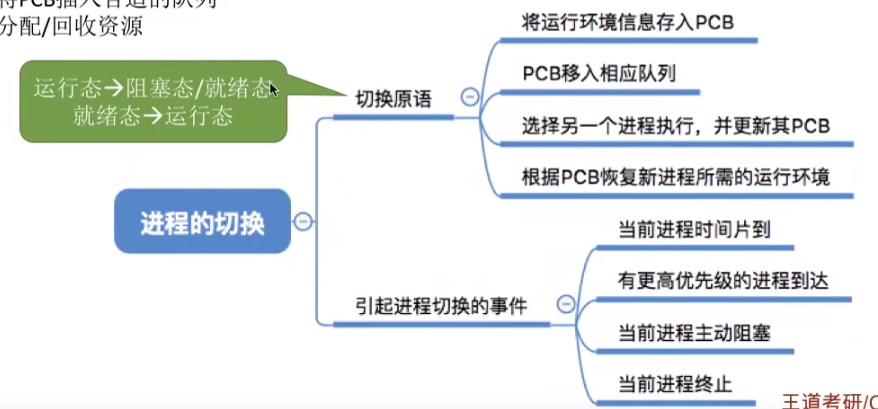 将PCB插入合适的队列
分配/回收资源
运行态→阻塞态/就绪态
就绪态→运行态
切换原语
将运行环境信息存入PCB
PCB移入相应队列
选择另一个进程执行，并更新其PCB
根据PCB恢复新进程所需的运行环境
进程的切换
引起进程切换的事件
当前进程时间片到
有更高优先级的进程到达
当前进程主动阻塞
当前进程终止
王道考研/C